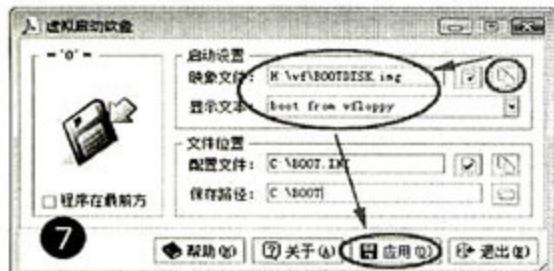 虚拟启动软盘
= '0' =
启动设置
映象文件: H:\vf\BOOTDISK.img
显示文本: boot from vfloppy
文件位置
配置文件: C:\BOOT.INI
保存路径: C:\BOOT
程序在最前方
7
帮助(H) 关于(A) 应用(Q) 退出(E)